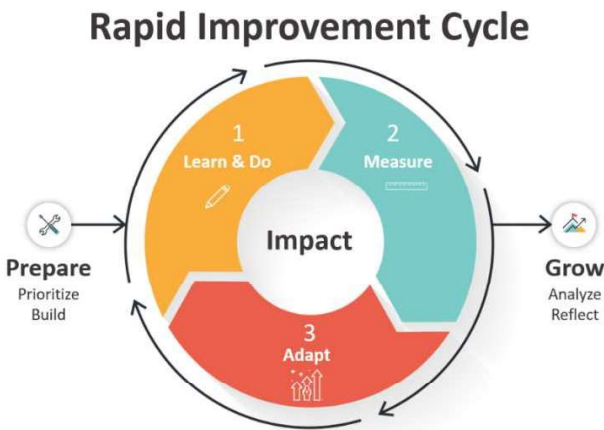 Rapid Improvement Cycle
1
Learn & Do
2
Measure
Impact
Prepare
Prioritize
Build
Grow
Analyze
Reflect
3
Adapt